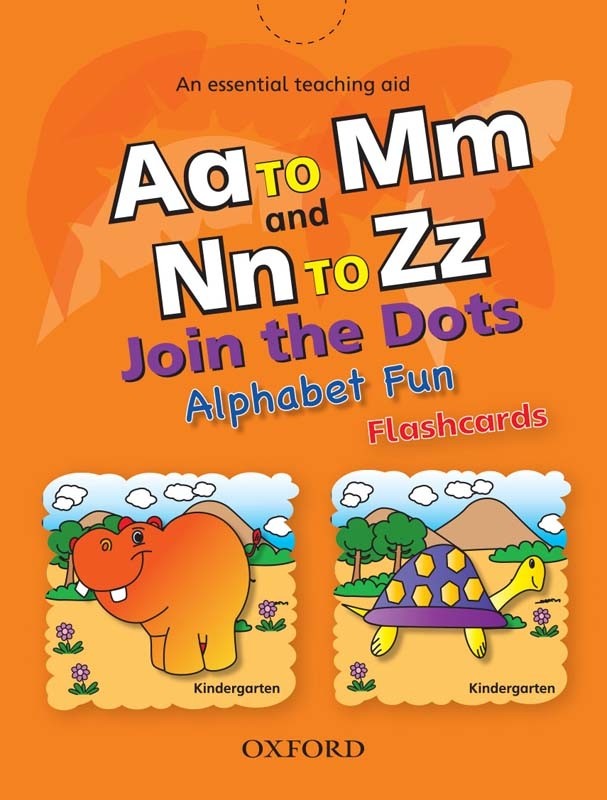 An essential teaching aid
Aa TO Mm
and
Nn TO Zz
Join the Dots
Alphabet Fun
Flashcards
Kindergarten
Kindergarten
OXFORD